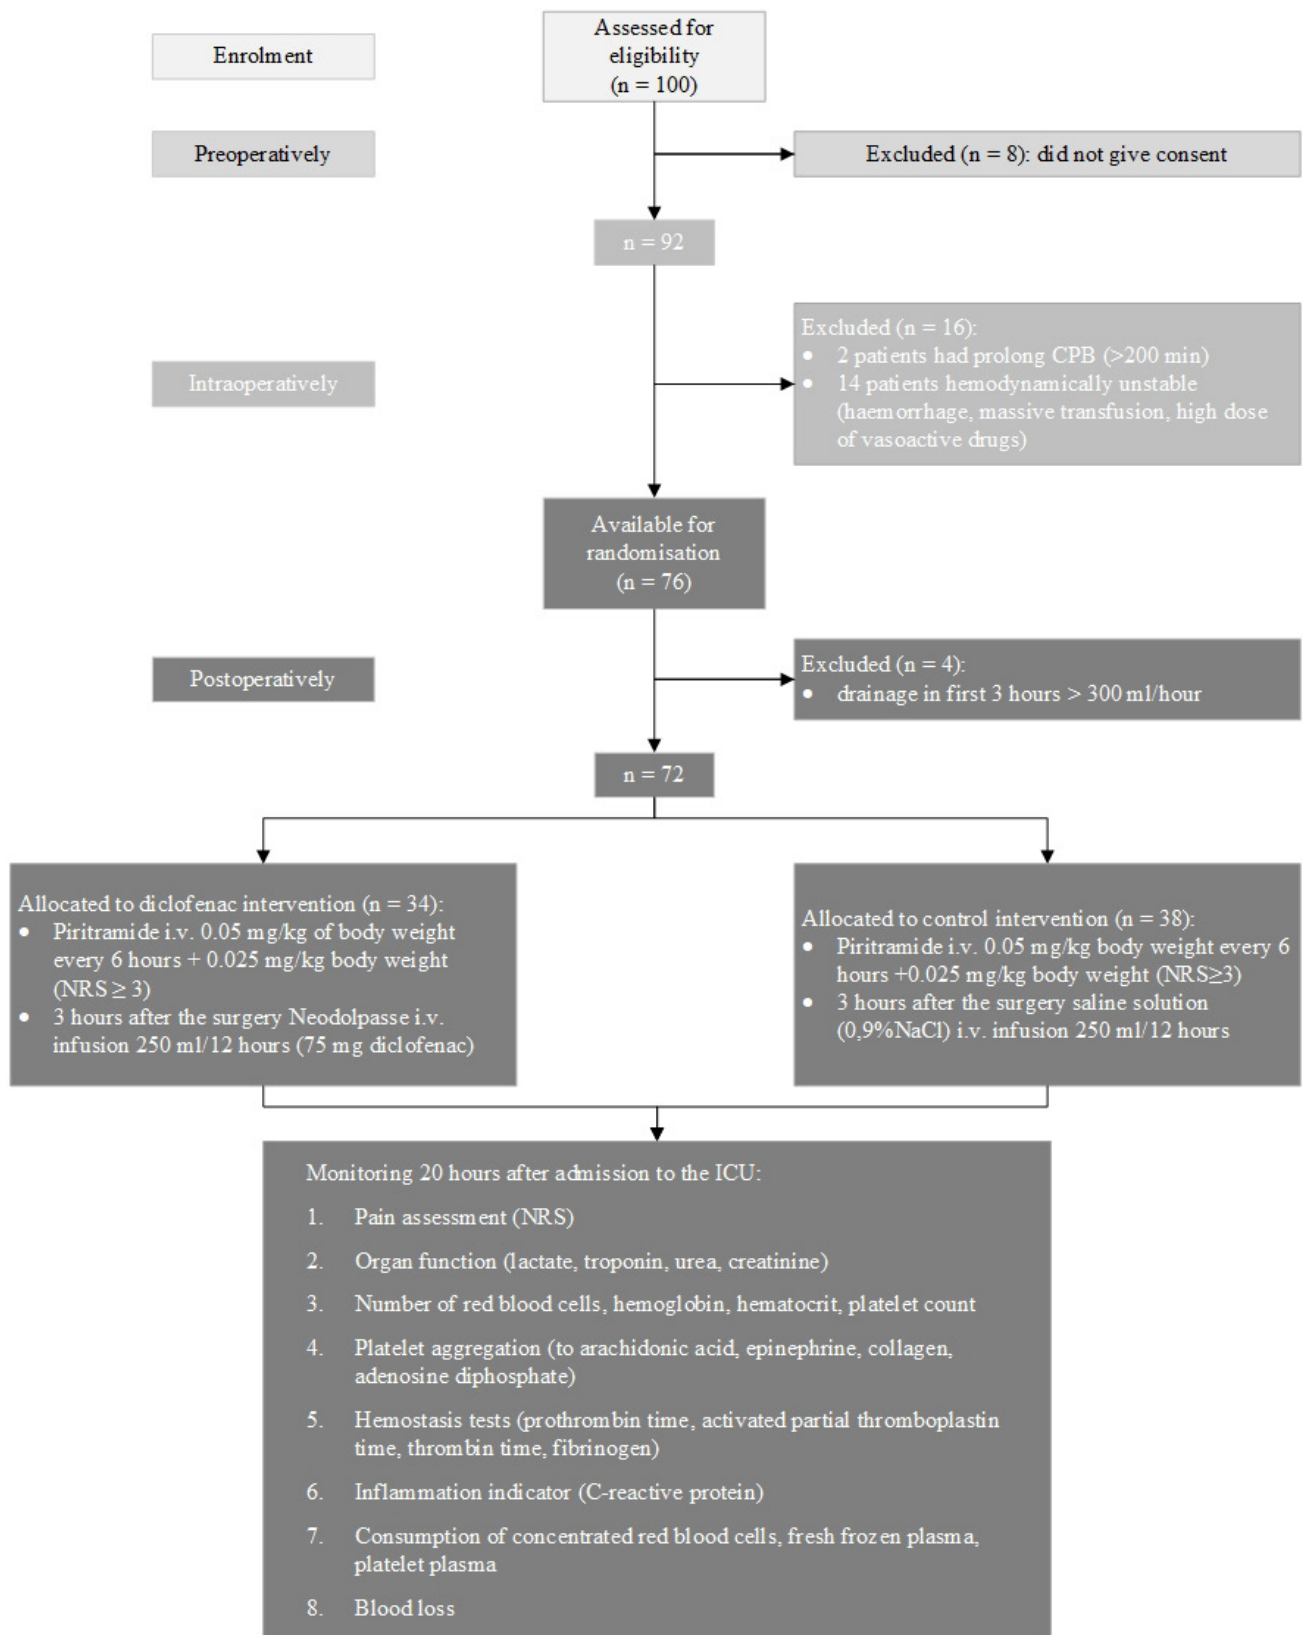 Enrolment
Assessed for
eligibility
(n = 100)
Preoperatively
Excluded (n = 8): did not give consent
n = 92
Excluded (n = 16):
• 2 patients had prolong CPB (>200 min)
• 14 patients hemodynamically unstable
(haemorrhage, massive transfusion, high dose
of vasoactive drugs)
Intraoperatively
Available for
randomisation
(n = 76)
Postoperatively
Excluded (n = 4):
• drainage in first 3 hours > 300 ml/hour
n = 72
Allocated to diclofenac intervention (n = 34):
• Piritramide i.v. 0.05 mg/kg of body weight
every 6 hours + 0.025 mg/kg body weight
(NRS ≥ 3)
• 3 hours after the surgery Neodolpasse i.v.
infusion 250 ml/12 hours (75 mg diclofenac)
Allocated to control intervention (n = 38):
• Piritramide i.v. 0.05 mg/kg body weight every 6
hours +0.025 mg/kg body weight (NRS≥3)
• 3 hours after the surgery saline solution
(0,9%NaCl) i.v. infusion 250 ml/12 hours
Monitoring 20 hours after admission to the ICU:
1. Pain assessment (NRS)
2. Organ function (lactate, troponin, urea, creatinine)
3. Number of red blood cells, hemoglobin, hematocrit, platelet count
4. Platelet aggregation (to arachidonic acid, epinephrine, collagen,
adenosine diphosphate)
5. Hemostasis tests (prothrombin time, activated partial thromboplastin
time, thrombin time, fibrinogen)
6. Inflammation indicator (C-reactive protein)
7. Consumption of concentrated red blood cells, fresh frozen plasma,
platelet plasma
8. Blood loss